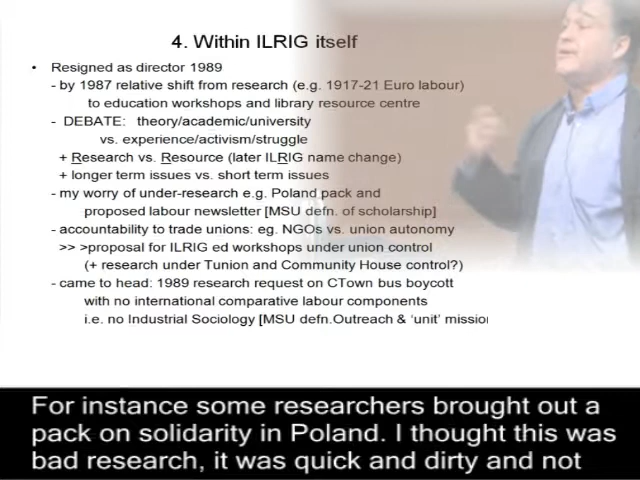 4. Within ILRIG itself
• Resigned as director 1989
- by 1987 relative shift from research (e.g. 1917-21 Euro labour)
to education workshops and library resource centre
- DEBATE: theory/academic/university
vs. experience/activism/struggle
+ Research vs. Resource (later ILRIG name change)
+ longer term issues vs. short term issues
- my worry of under-research e.g. Poland pack and
proposed labour newsletter [MSU defn. of scholarship]
- accountability to trade unions: eg. NGOs vs. union autonomy
>> >proposal for ILRIG ed workshops under union control
(+ research under Tunion and Community House control?)
- came to head: 1989 research request on CTown bus boycott
with no international comparative labour components
i.e. no Industrial Sociology [MSU defn.Outreach & 'unit' mission
For instance some researchers brought out a
pack on solidarity in Poland. I thought this was
bad research, it was quick and dirty and not